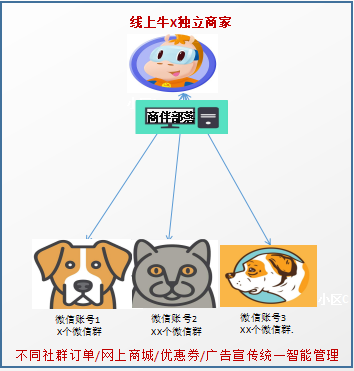 线上牛X独立商家
商伴部落
微信账号1
X个微信群
微信账号2
XX个微信群
微信账号3
XX个微信群.
小区C
不同社群订单/网上商城/优惠券/广告宣传统一智能管理